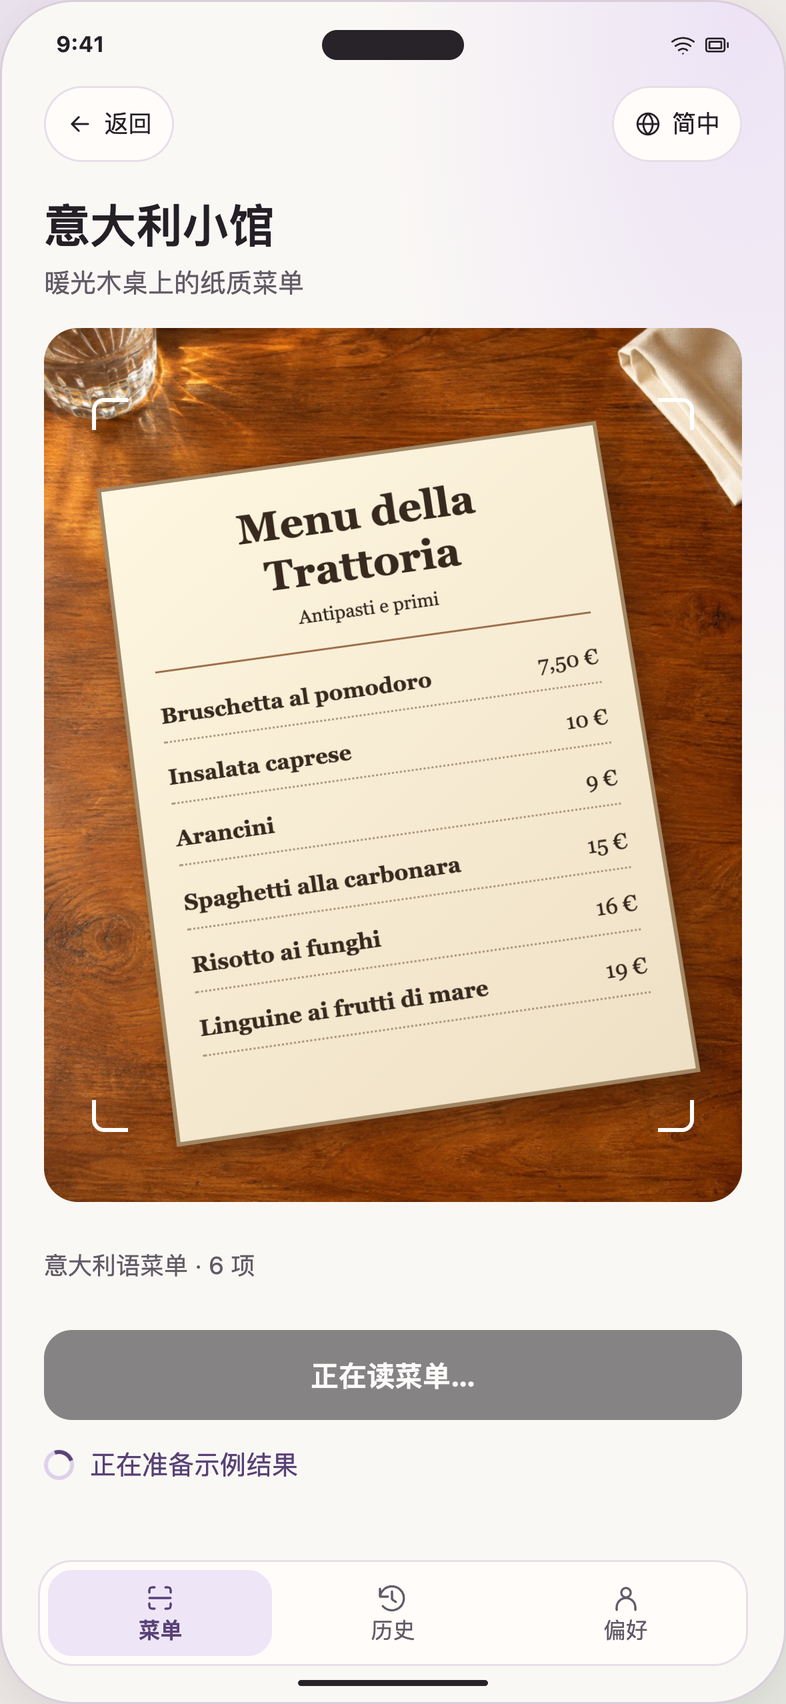 9:41
返回
简中
意大利小馆
暖光木桌上的纸质菜单
Menu della
Trattoria
Antipasti e primi
Bruschetta al pomodoro 7,50 €
Insalata caprese 10 €
Arancini 9 €
Spaghetti alla carbonara 15 €
Risotto ai funghi 16 €
Linguine ai frutti di mare 19 €
意大利语菜单 · 6 项
正在读菜单...
正在准备示例结果
菜单
历史
偏好